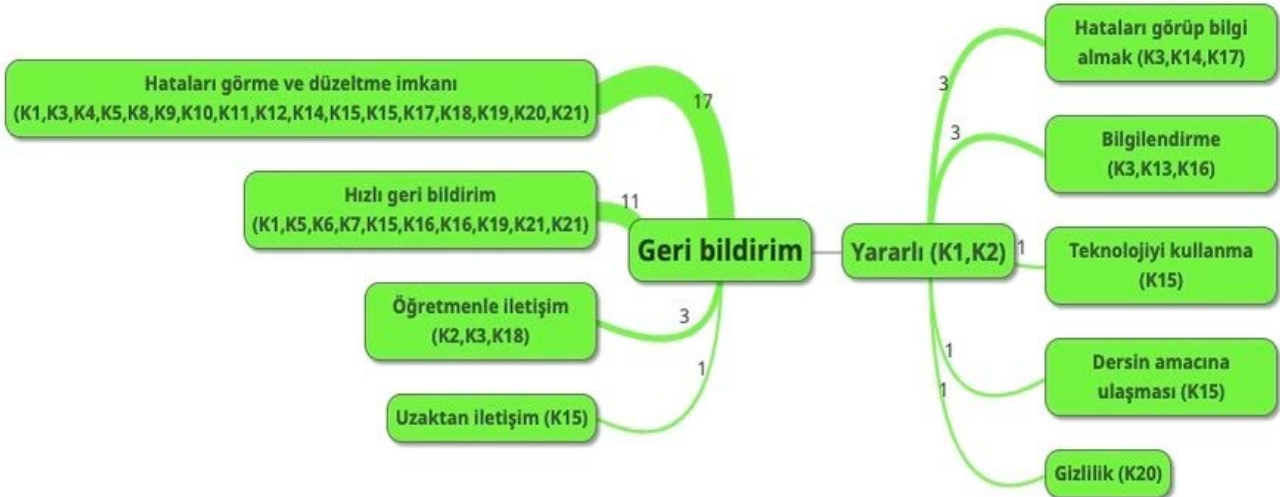 Hataları görme ve düzeltme imkanı
(K1,K3,K4,K5,K8,K9,K10,K11,K12,K14,K15,K15,K17,K18,K19,K20,K21)
17
Hızlı geri bildirim
(K1,K5,K6,K7,K15,K16,K16,K19,K21,K21)
11
Öğretmenle iletişim
(K2,K3,K18)
3
Uzaktan iletişim (K15)
1
Geri bildirim
Yararlı (K1,K2)
3
Hataları görüp bilgi
almak (K3,K14,K17)
3
Bilgilendirme
(K3,K13,K16)
1
Teknolojiyi kullanma
(K15)
1
Dersin amacına
ulaşması (K15)
1
Gizlilik (K20)